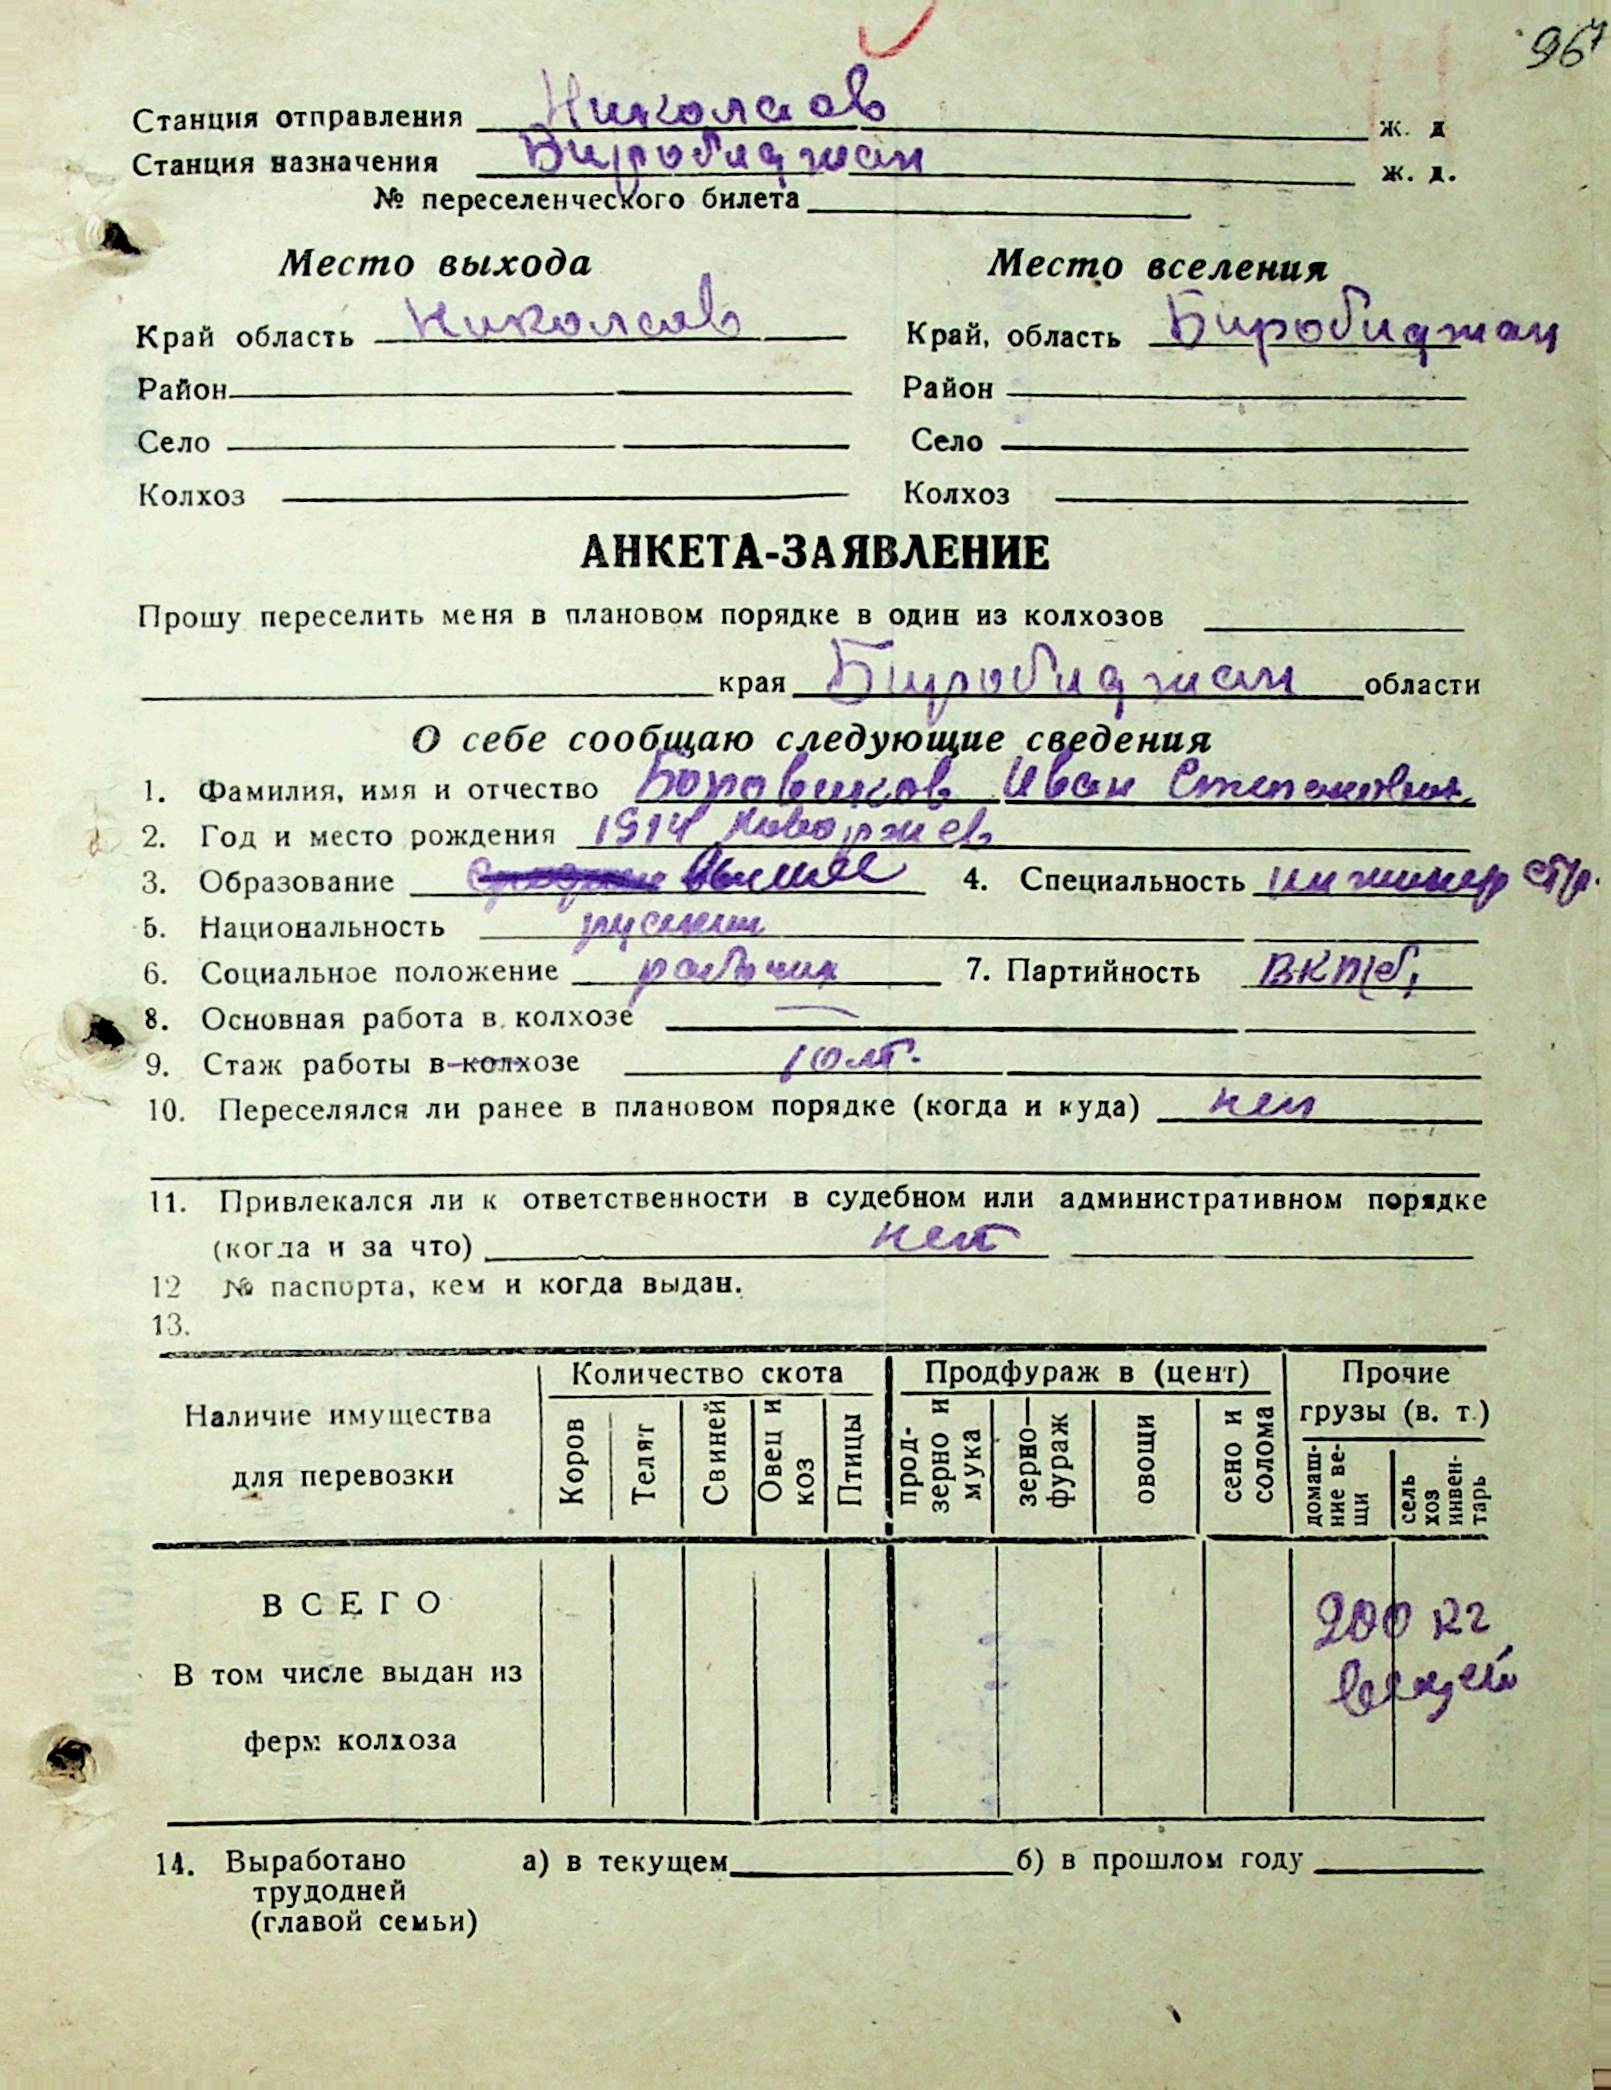 967
Станция отправления Николаев ж. д
Станция назначения Биробиджан ж. д.
№ переселенческого билета
Место выхода Место вселения
Край область Николаев Край, область Биробиджан
Район Район
Село Село
Колхоз Колхоз
АНКЕТА-ЗАЯВЛЕНИЕ
Прошу переселить меня в плановом порядке в один из колхозов
края Биробиджан области
О себе сообщаю следующие сведения
1. Фамилия, имя и отчество Боровиков Иван Степанович
2. Год и место рождения 1914 Новоржев
3. Образование высшее 4. Специальность инженер стр.
5. Национальность русский
6. Социальное положение рабочий 7. Партийность ВКП(б)
8. Основная работа в колхозе —
9. Стаж работы в колхозе 10 лет.
10. Переселялся ли ранее в плановом порядке (когда и куда) нет
11. Привлекался ли к ответственности в судебном или административном порядке
(когда и за что) нет
12 № паспорта, кем и когда выдан.
13.
Наличие имущества для перевозки
Количество скота Продфураж в (цент) Прочие грузы (в. т.)
Коров Телят Свиней Овец и коз Птицы прод-зерно и мука зерно—фураж овощи сено и солома домаш-ние ве-щи сель хоз инвен-тарь
ВСЕГО 200 кг
В том числе выдан из вещей
ферм колхоза
14. Выработано а) в текущем б) в прошлом году
трудодней
(главой семьи)